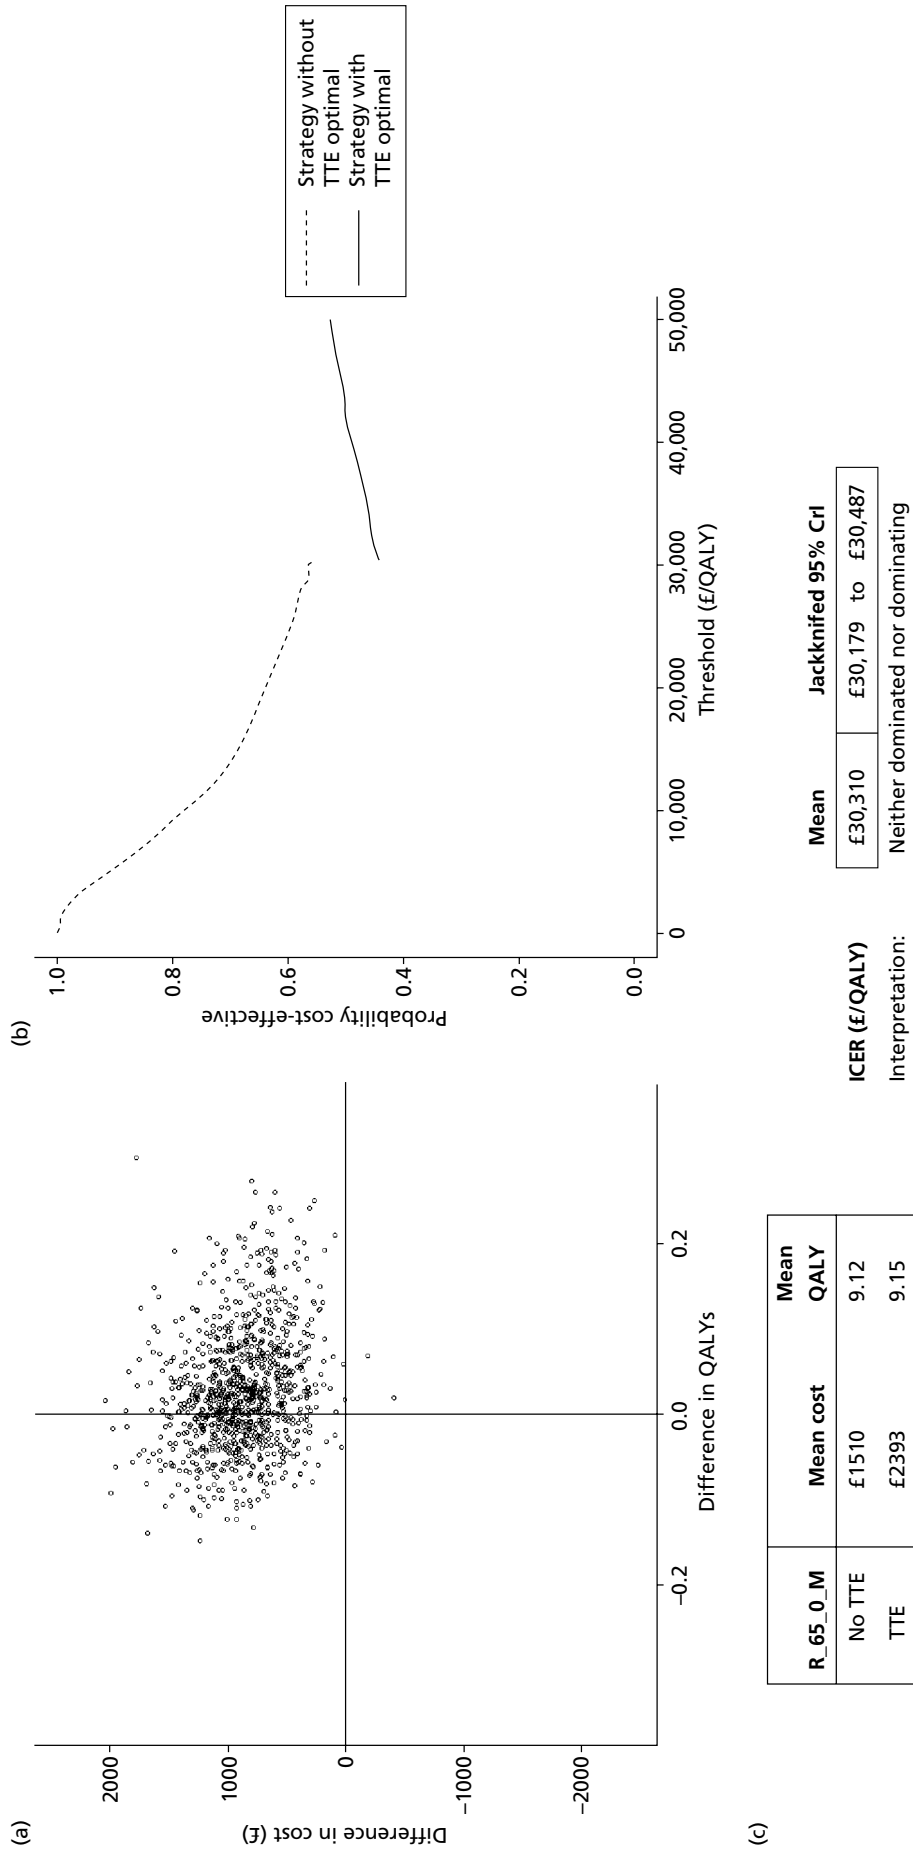 (a)
Difference in cost (£)
2000
1000
0
−1000
−2000
−0.2
0.0
0.2
Difference in QALYs
(b)
Probability cost-effective
1.0
0.8
0.6
0.4
0.2
0.0
0
10,000
20,000
30,000
40,000
50,000
Threshold (£/QALY)
Strategy without
TTE optimal
Strategy with
TTE optimal
(c)
R_65_0_M Mean cost Mean QALY
No TTE £1510 9.12
TTE £2393 9.15
Mean Jackknifed 95% CrI
ICER (£/QALY) £30,310 £30,179 to £30,487
Interpretation: Neither dominated nor dominating